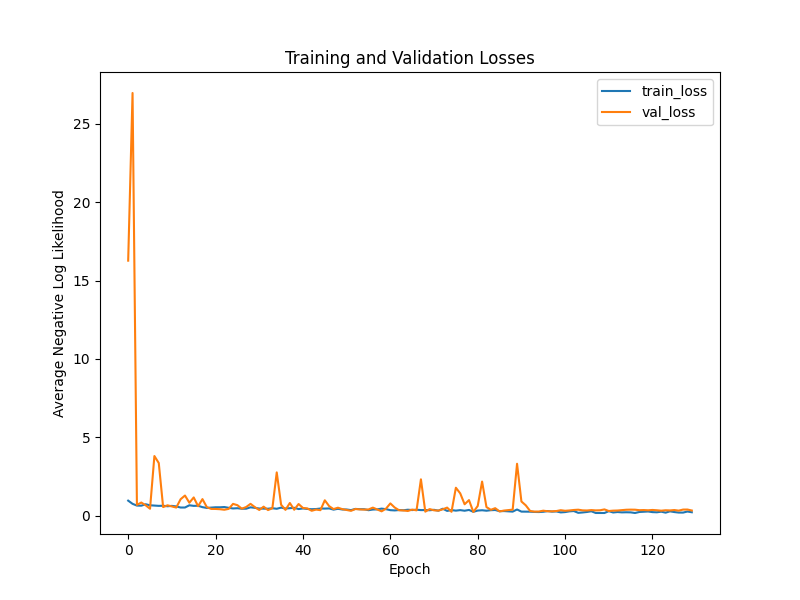 Training and Validation Losses
train_loss
val_loss
Average Negative Log Likelihood
25
20
15
10
5
0
0 20 40 60 80 100 120
Epoch